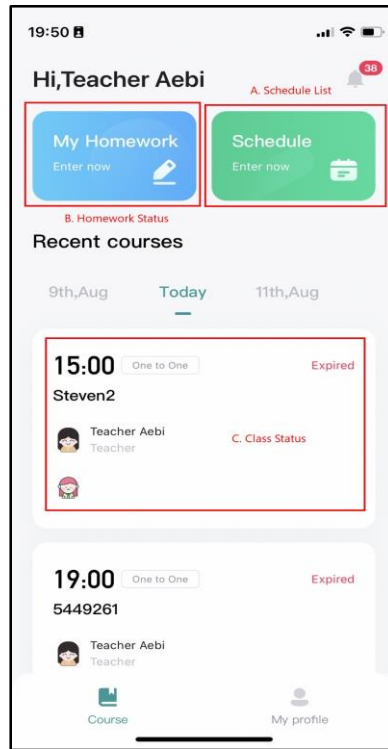 19:50
38
Hi,Teacher Aebi
A. Schedule List
My Homework
Enter now
Schedule
Enter now
B. Homework Status
Recent courses
9th,Aug Today 11th,Aug
15:00 One to One Expired
Steven2
Teacher Aebi
Teacher
C. Class Status
19:00 One to One Expired
5449261
Teacher Aebi
Teacher
Course My profile